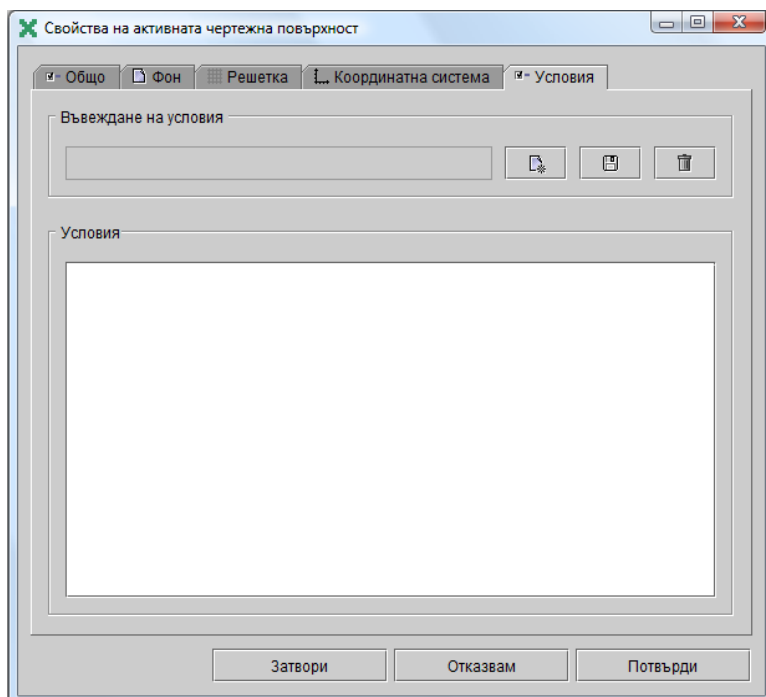 Свойства на активната чертежна повърхност
Общо Фон Решетка Координатна система Условия
Въвеждане на условия
Условия
Затвори Отказвам Потвърди